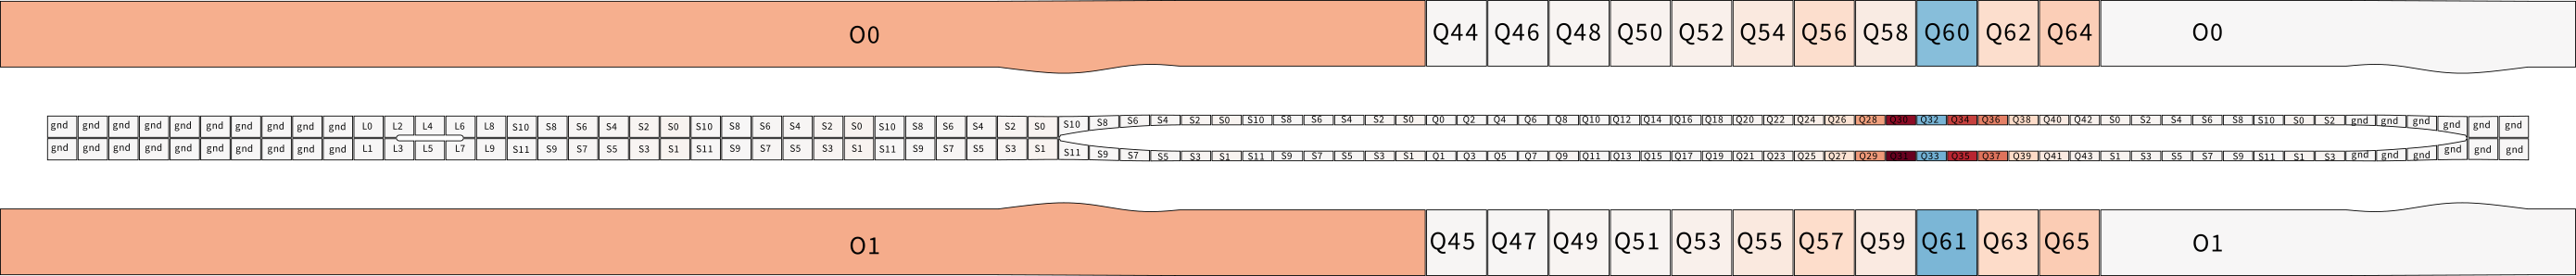 O0 Q44 Q46 Q48 Q50 Q52 Q54 Q56 Q58 Q60 Q62 Q64 O0
gnd gnd gnd gnd gnd gnd gnd gnd gnd gnd L0 L2 L4 L6 L8 S10 S8 S6 S4 S2 S0 S10 S8 S6 S4 S2 S0 S10 S8 S6 S4 S2 S0 S10 S8 S6 S4 S2 S0 S10 S8 S6 S4 S2 S0 Q0 Q2 Q4 Q6 Q8 Q10 Q12 Q14 Q16 Q18 Q20 Q22 Q24 Q26 Q28 Q30 Q32 Q34 Q36 Q38 Q40 Q42 S0 S2 S4 S6 S8 S10 S0 S2 gnd gnd gnd gnd gnd gnd
gnd gnd gnd gnd gnd gnd gnd gnd gnd gnd L1 L3 L5 L7 L9 S11 S9 S7 S5 S3 S1 S11 S9 S7 S5 S3 S1 S11 S9 S7 S5 S3 S1 S11 S9 S7 S5 S3 S1 S11 S9 S7 S5 S3 S1 Q1 Q3 Q5 Q7 Q9 Q11 Q13 Q15 Q17 Q19 Q21 Q23 Q25 Q27 Q29 Q31 Q33 Q35 Q37 Q39 Q41 Q43 S1 S3 S5 S7 S9 S11 S1 S3 gnd gnd gnd gnd gnd gnd
O1 Q45 Q47 Q49 Q51 Q53 Q55 Q57 Q59 Q61 Q63 Q65 O1